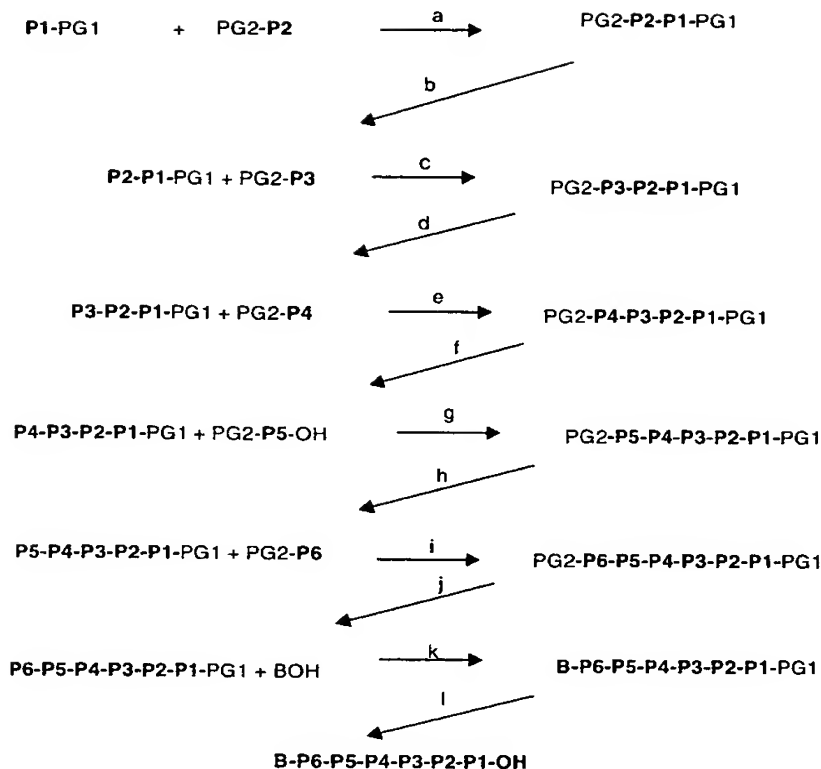 P1-PG1 + PG2-P2 a PG2-P2-P1-PG1
b
P2-P1-PG1 + PG2-P3 c PG2-P3-P2-P1-PG1
d
P3-P2-P1-PG1 + PG2-P4 e PG2-P4-P3-P2-P1-PG1
f
P4-P3-P2-P1-PG1 + PG2-P5-OH g PG2-P5-P4-P3-P2-P1-PG1
h
P5-P4-P3-P2-P1-PG1 + PG2-P6 i PG2-P6-P5-P4-P3-P2-P1-PG1
j
P6-P5-P4-P3-P2-P1-PG1 + BOH k B-P6-P5-P4-P3-P2-P1-PG1
l
B-P6-P5-P4-P3-P2-P1-OH